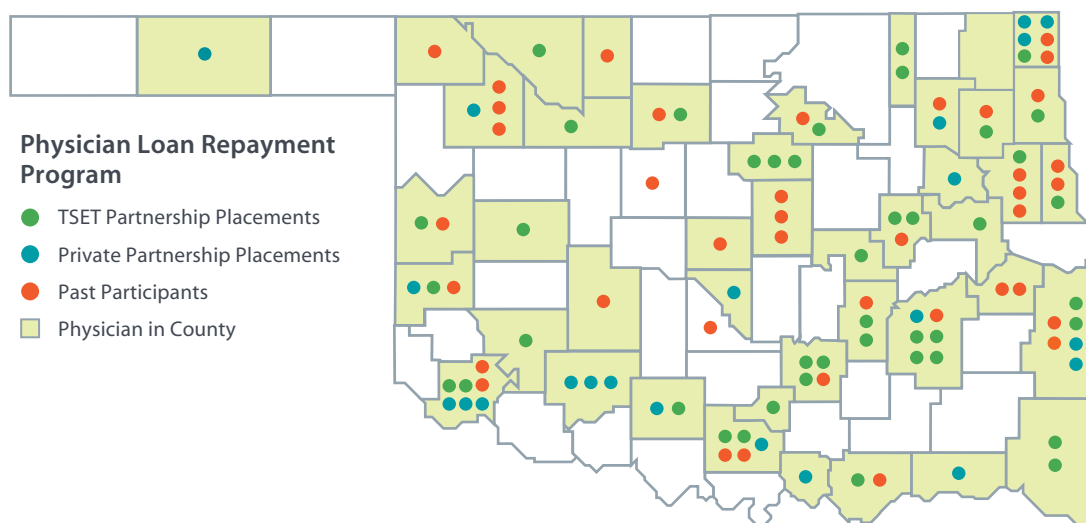 Physician Loan Repayment
Program
TSET Partnership Placements
Private Partnership Placements
Past Participants
Physician in County